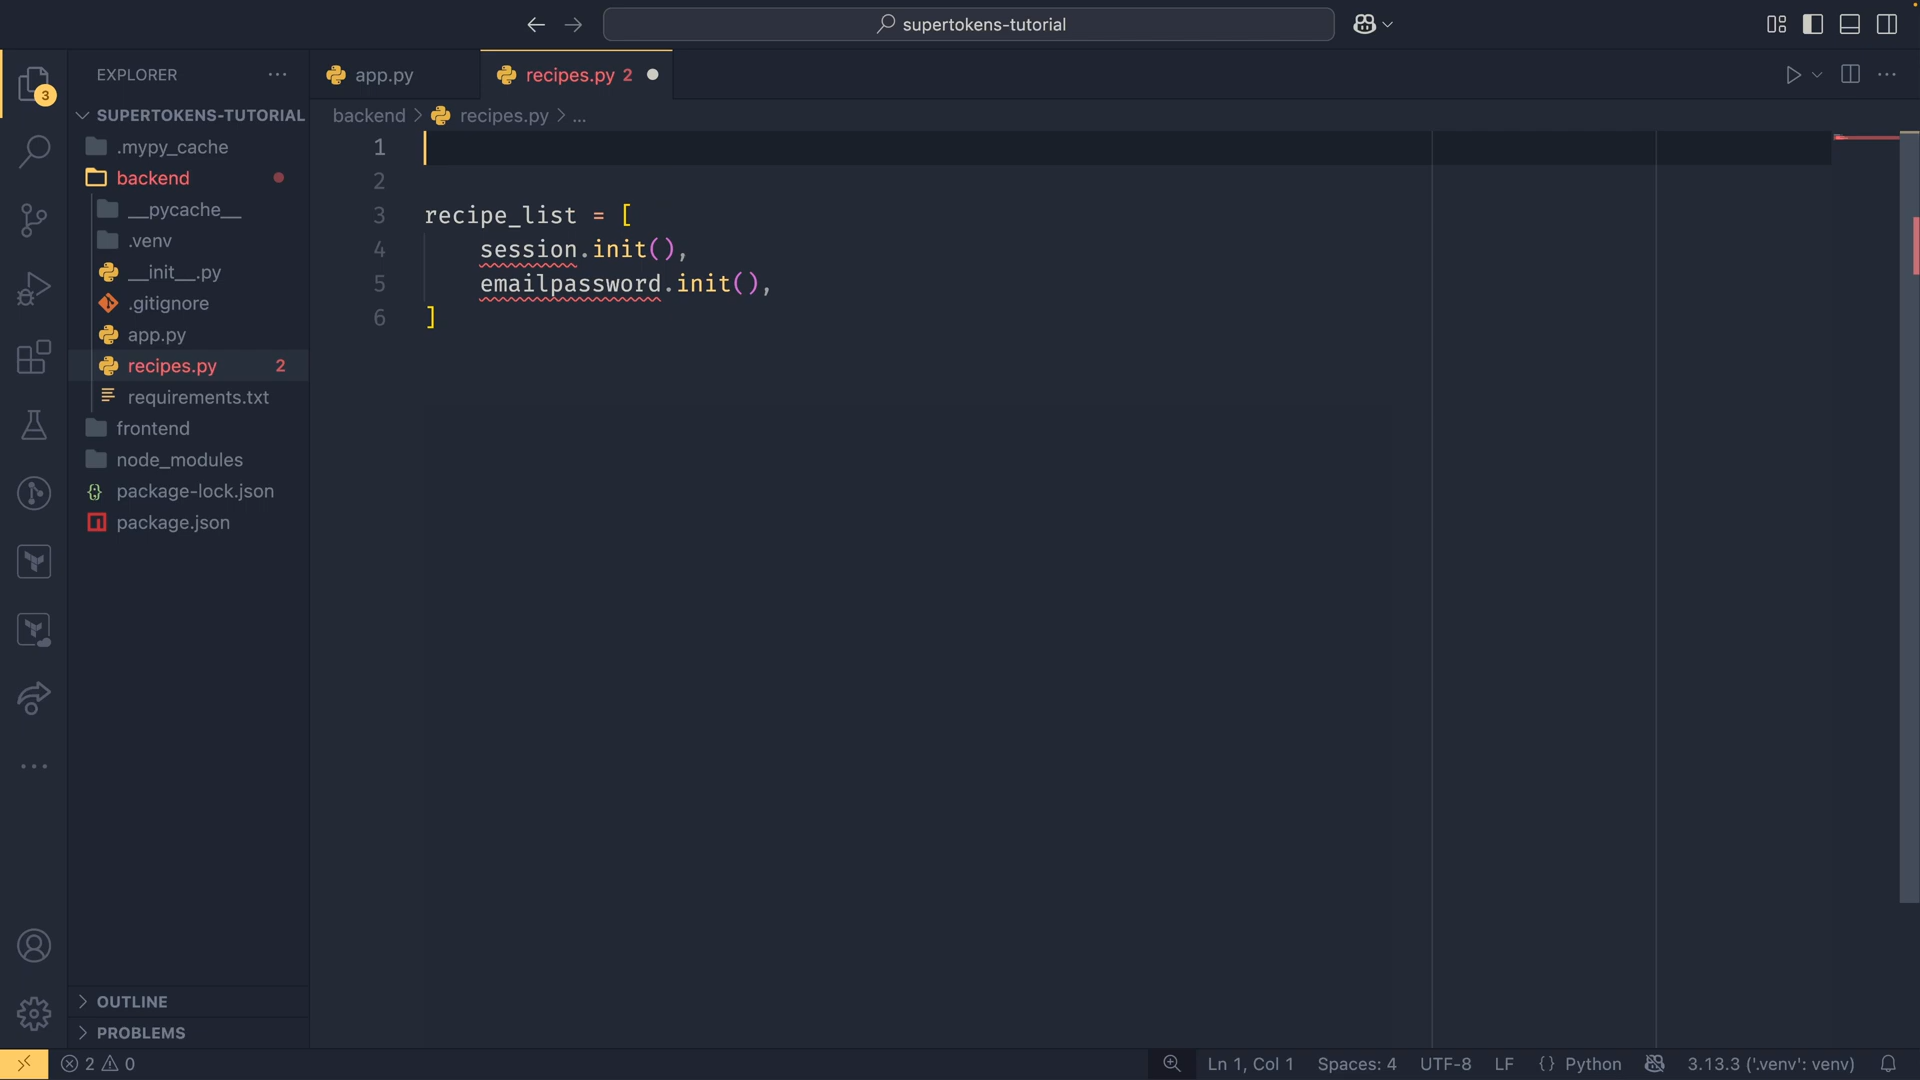 supertokens-tutorial
EXPLORER
app.py
recipes.py 2
3
SUPERTOKENS-TUTORIAL
backend
recipes.py
...
.mypy_cache
backend
__pycache__
.venv
__init__.py
.gitignore
app.py
recipes.py 2
requirements.txt
frontend
node_modules
package-lock.json
package.json
1
2
3 recipe_list = [
4 session.init(),
5 emailpassword.init(),
6 ]
OUTLINE
PROBLEMS
2 0
Ln 1, Col 1
Spaces: 4
UTF-8
LF
{} Python
3.13.3 ('.venv': venv)